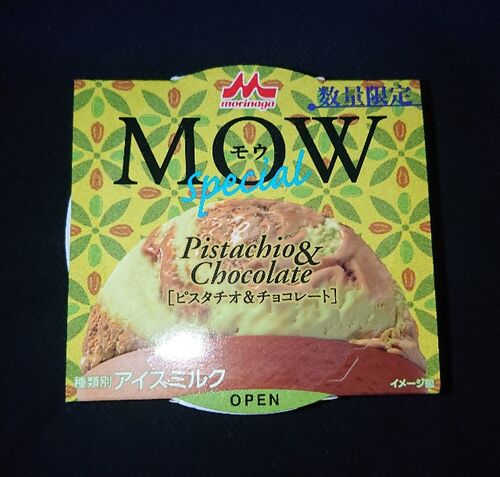 morinaga
数量限定
MOW
モウ
Special
Pistachio &
Chocolate
[ピスタチオ&チョコレート]
種類別 アイスミルク
イメージ図
OPEN